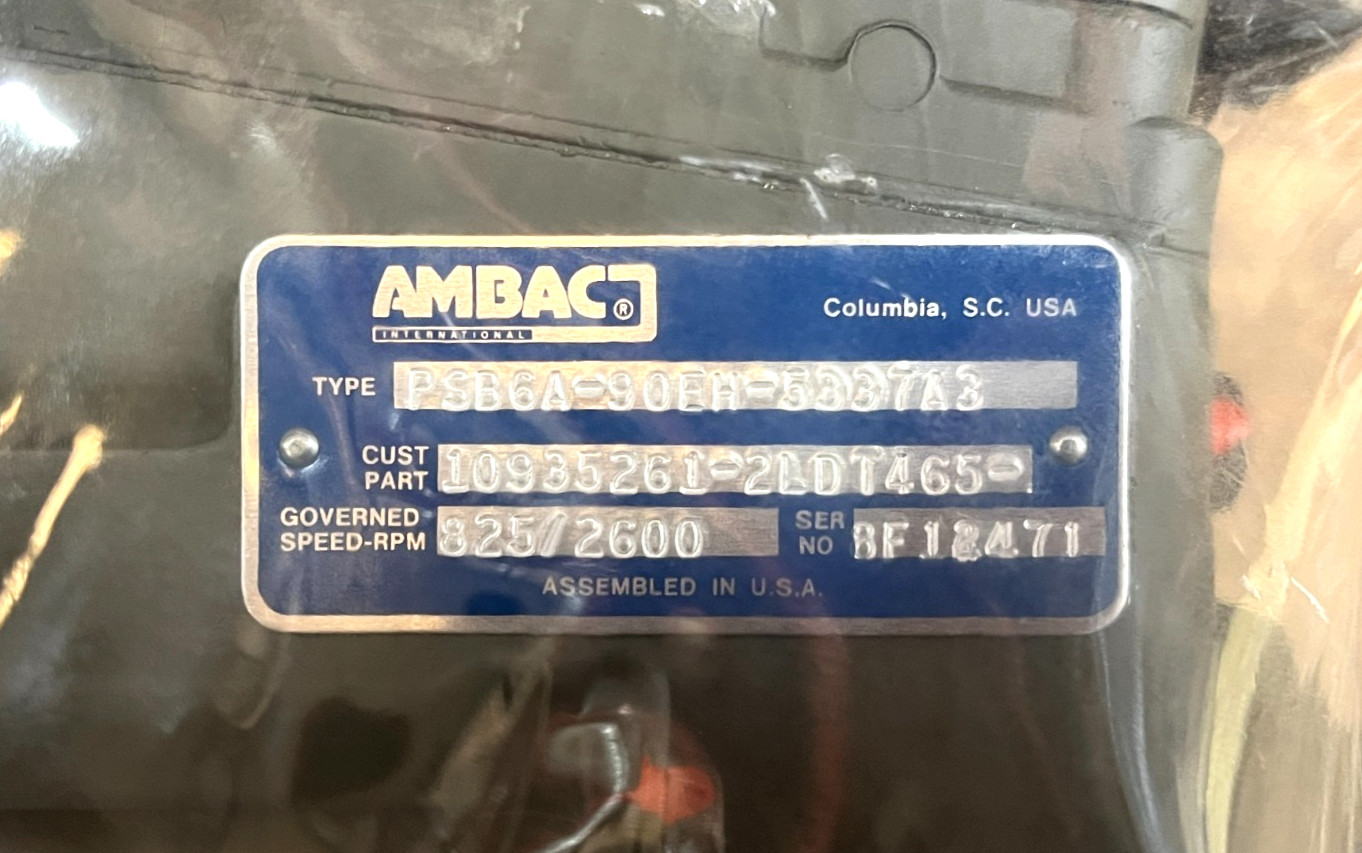 AMBAC®
INTERNATIONAL
Columbia, S.C. USA
TYPE PSB6A-90EH-5337A3
CUST PART 10935261-2LDT465-
GOVERNED SPEED-RPM 825/2600
SER NO
ASSEMBLED IN U.S.A.